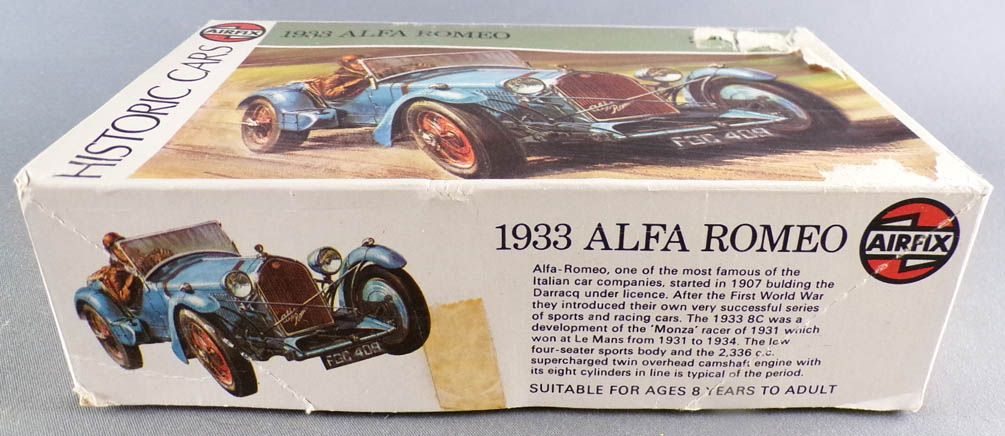 AIRFIX
1933 ALFA ROMEO
HISTORIC CARS
Alfa Romeo
FGC 409
1933 ALFA ROMEO
AIRFIX
Alfa-Romeo, one of the most famous of the
Italian car companies, started in 1907 bulding the
Darracq under licence. After the First World War
they introduced their own very successful series
of sports and racing cars. The 1933 8C was a
development of the 'Monza' racer of 1931 which
won at Le Mans from 1931 to 1934. The low
four-seater sports body and the 2,336 c.c.
supercharged twin overhead camshaft engine with
its eight cylinders in line is typical of the period.
SUITABLE FOR AGES 8 YEARS TO ADULT
Alfa Romeo
FGC 409